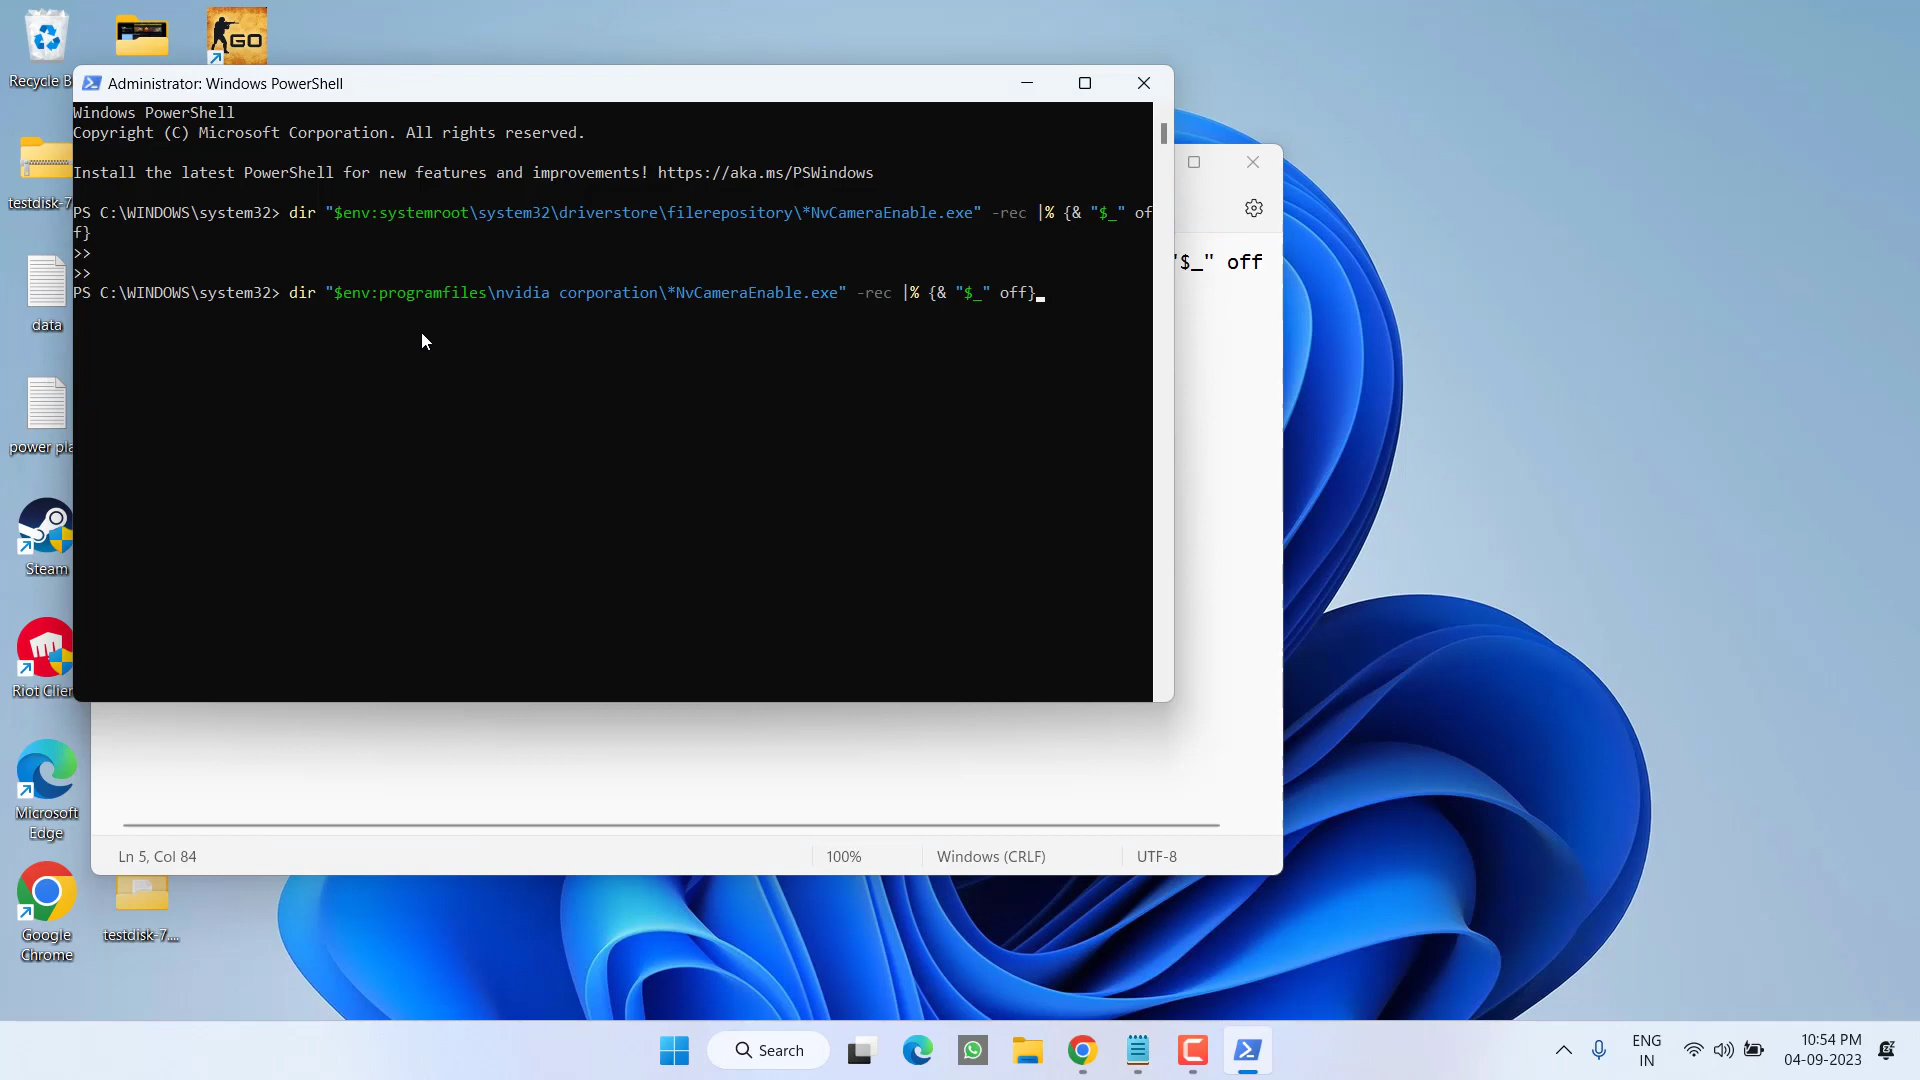 GO
Recycle B
Administrator: Windows PowerShell
Windows PowerShell
Copyright (C) Microsoft Corporation. All rights reserved.
Install the latest PowerShell for new features and improvements! https://aka.ms/PSWindows
PS C:\WINDOWS\system32> dir "$env:systemroot\system32\driverstore\filerepository\*NvCameraEnable.exe" -rec |% {& "$_" of
f}
>>
>>
PS C:\WINDOWS\system32> dir "$env:programfiles\nvidia corporation\*NvCameraEnable.exe" -rec |% {& "$_" off}
"$_" off
testdisk-7
data
power pla
Steam
Riot Clien
Microsoft
Edge
Google
Chrome
testdisk-7....
Ln 5, Col 84
100%
Windows (CRLF)
UTF-8
Search
ENG
IN
10:54 PM
04-09-2023